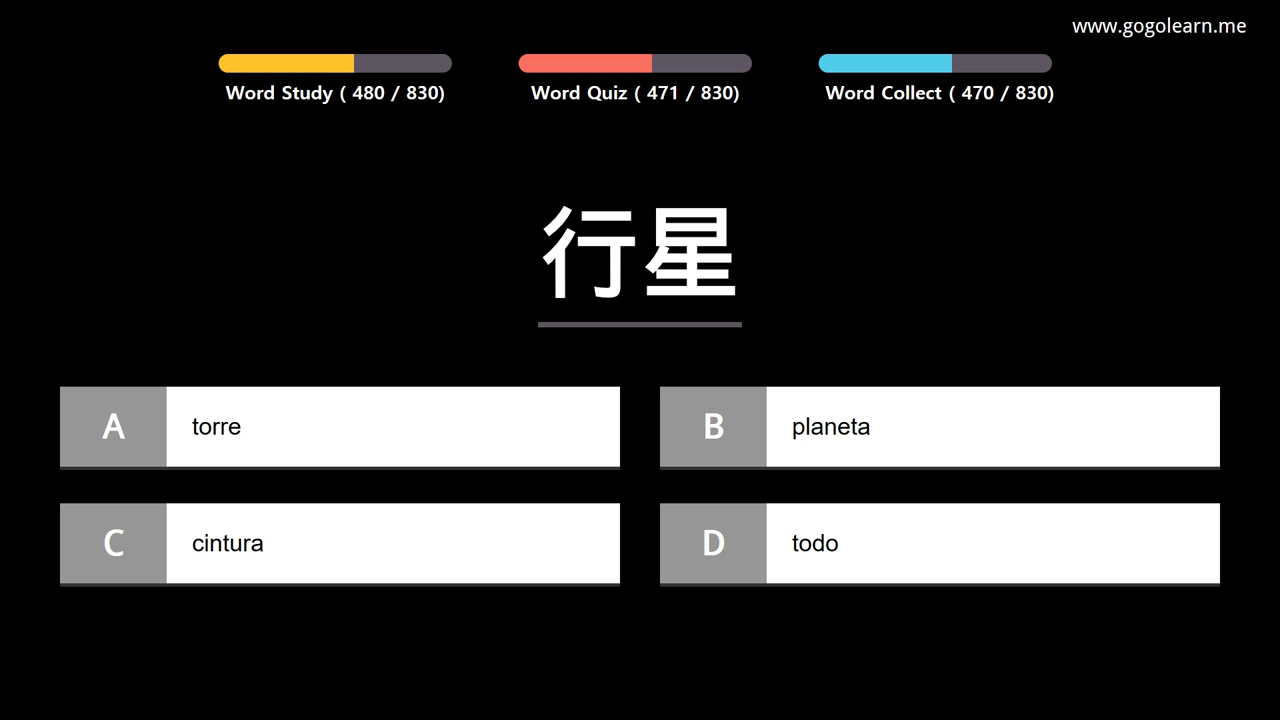 www.gogolearn.me
Word Study ( 480 / 830)
Word Quiz ( 471 / 830)
Word Collect ( 470 / 830)
行星
A torre
B planeta
C cintura
D todo